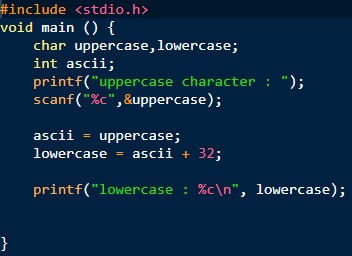 #include <stdio.h>
void main () {
    char uppercase,lowercase;
    int ascii;
    printf("uppercase character : ");
    scanf("%c",&uppercase);

    ascii = uppercase;
    lowercase = ascii + 32;

    printf("lowercase : %c\n", lowercase);


}